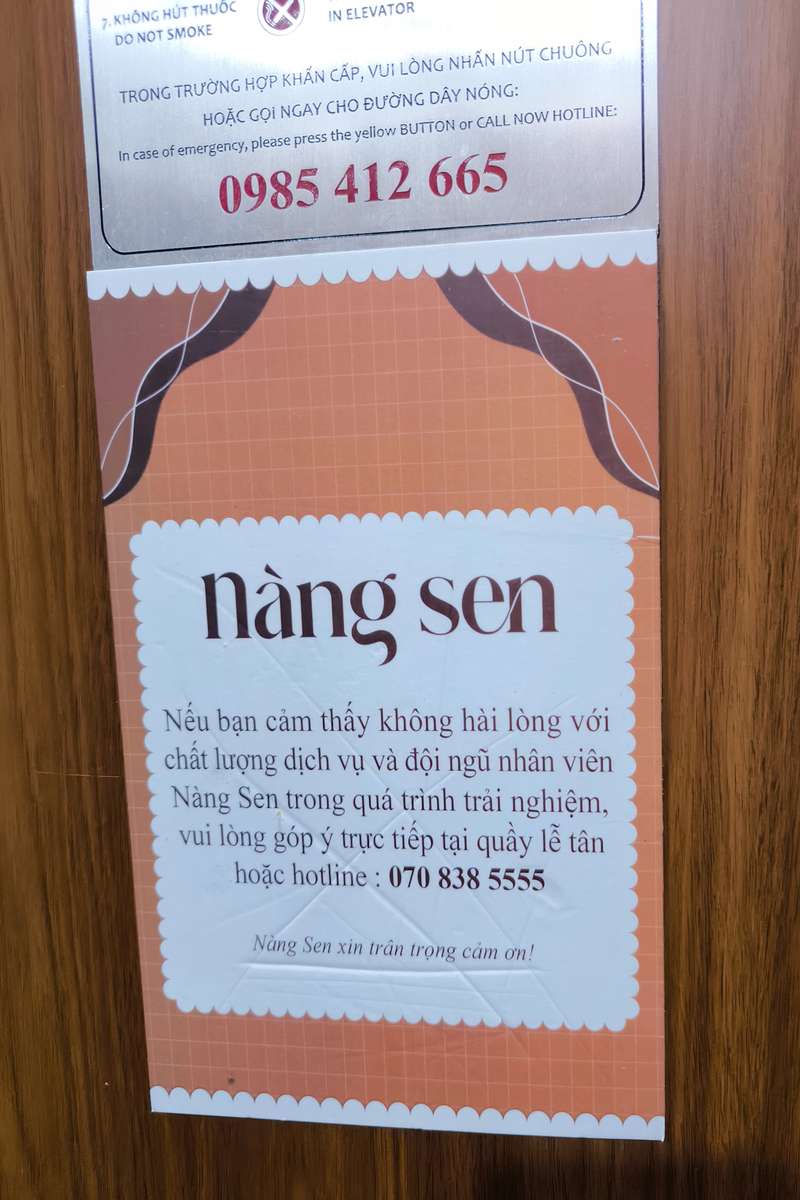 7. KHÔNG HÚT THUỐC
DO NOT SMOKE
IN ELEVATOR
TRONG TRƯỜNG HỢP KHẨN CẤP, VUI LÒNG NHẤN NÚT CHUÔNG
HOẶC GỌI NGAY CHO ĐƯỜNG DÂY NÓNG:
In case of emergency, please press the yellow BUTTON or CALL NOW HOTLINE:
0985 412 665
nàng sen
Nếu bạn cảm thấy không hài lòng với
chất lượng dịch vụ và đội ngũ nhân viên
Nàng Sen trong quá trình trải nghiệm,
vui lòng góp ý trực tiếp tại quầy lễ tân
hoặc hotline : 070 838 5555
Nàng Sen xin trân trọng cảm ơn!